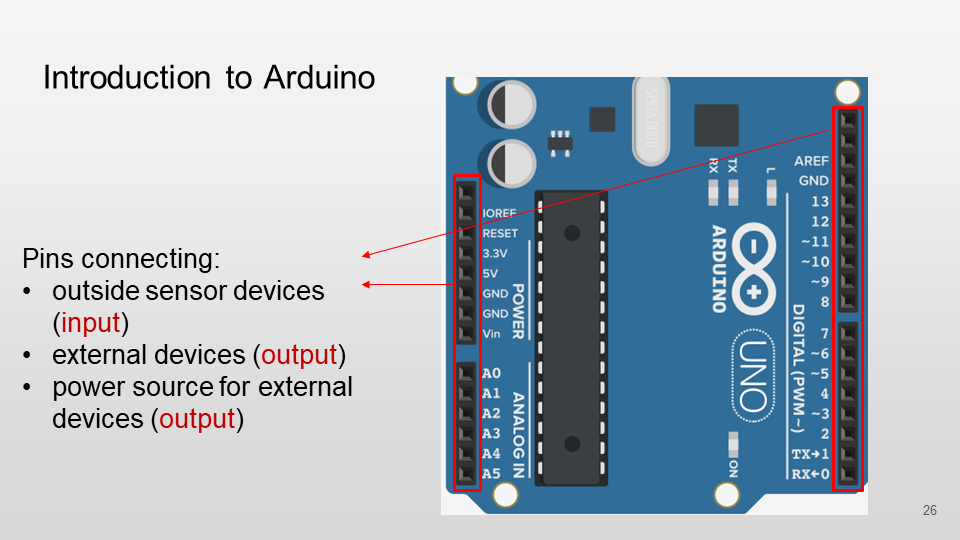 Introduction to Arduino
Pins connecting:
• outside sensor devices
(input)
• external devices (output)
• power source for external
devices (output)
SPK16.000G
RX
TX
L
IOREF
RESET
3.3V
5V
GND
GND
Vin
POWER
A0
A1
A2
A3
A4
A5
ANALOG IN
ARDUINO
UNO
ON
AREF
GND
13
12
~11
~10
~9
8
7
~6
~5
4
~3
2
TX→1
RX←0
DIGITAL (PWM~)
26